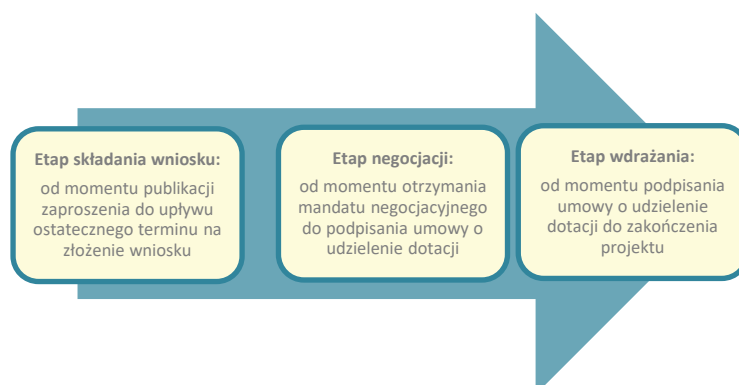 Etap składania wniosku:
od momentu publikacji
zaproszenia do upływu
ostatecznego terminu na
złożenie wniosku
Etap negocjacji:
od momentu otrzymania
mandatu negocjacyjnego
do podpisania umowy o
udzielenie dotacji
Etap wdrażania:
od momentu podpisania
umowy o udzielenie
dotacji do zakończenia
projektu